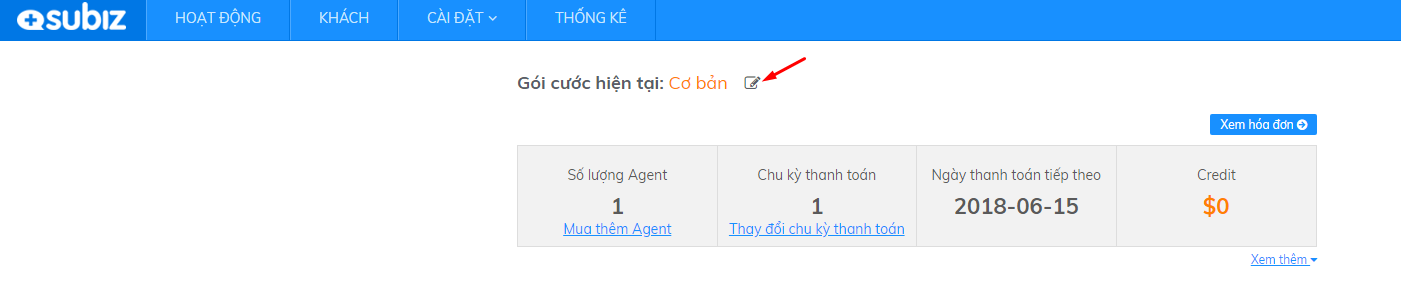 subiz HOẠT ĐỘNG KHÁCH CÀI ĐẶT THỐNG KÊ
Gói cước hiện tại: Cơ bản
Xem hóa đơn
Số lượng Agent Chu kỳ thanh toán Ngày thanh toán tiếp theo Credit
1 1 2018-06-15 $0
Mua thêm Agent Thay đổi chu kỳ thanh toán
Xem thêm